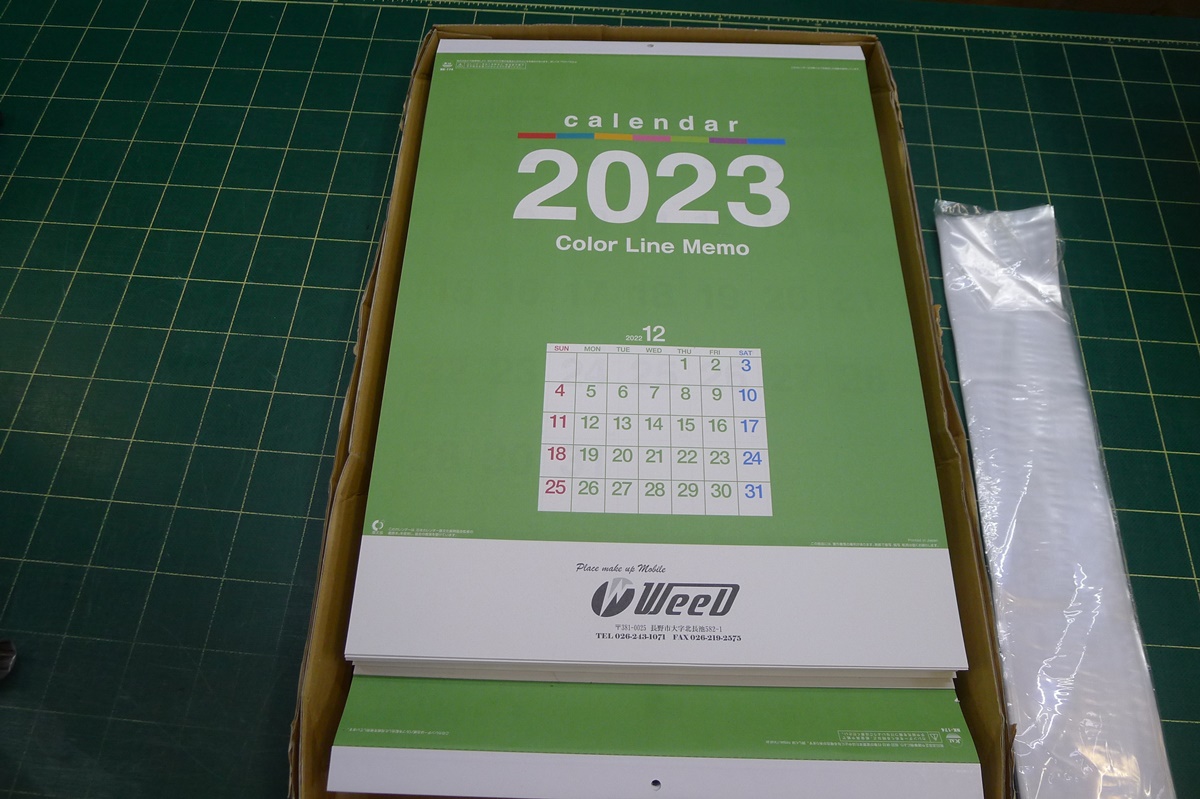 calendar
2023
Color Line Memo
2022 12
SUN MON TUE WED THU FRI SAT
1 2 3
4 5 6 7 8 9 10
11 12 13 14 15 16 17
18 19 20 21 22 23 24
25 26 27 28 29 30 31
Place make up Mobile
WeeD
〒381-0025 長野市大字北長池582-1
TEL 026-243-1071 FAX 026-219-2575